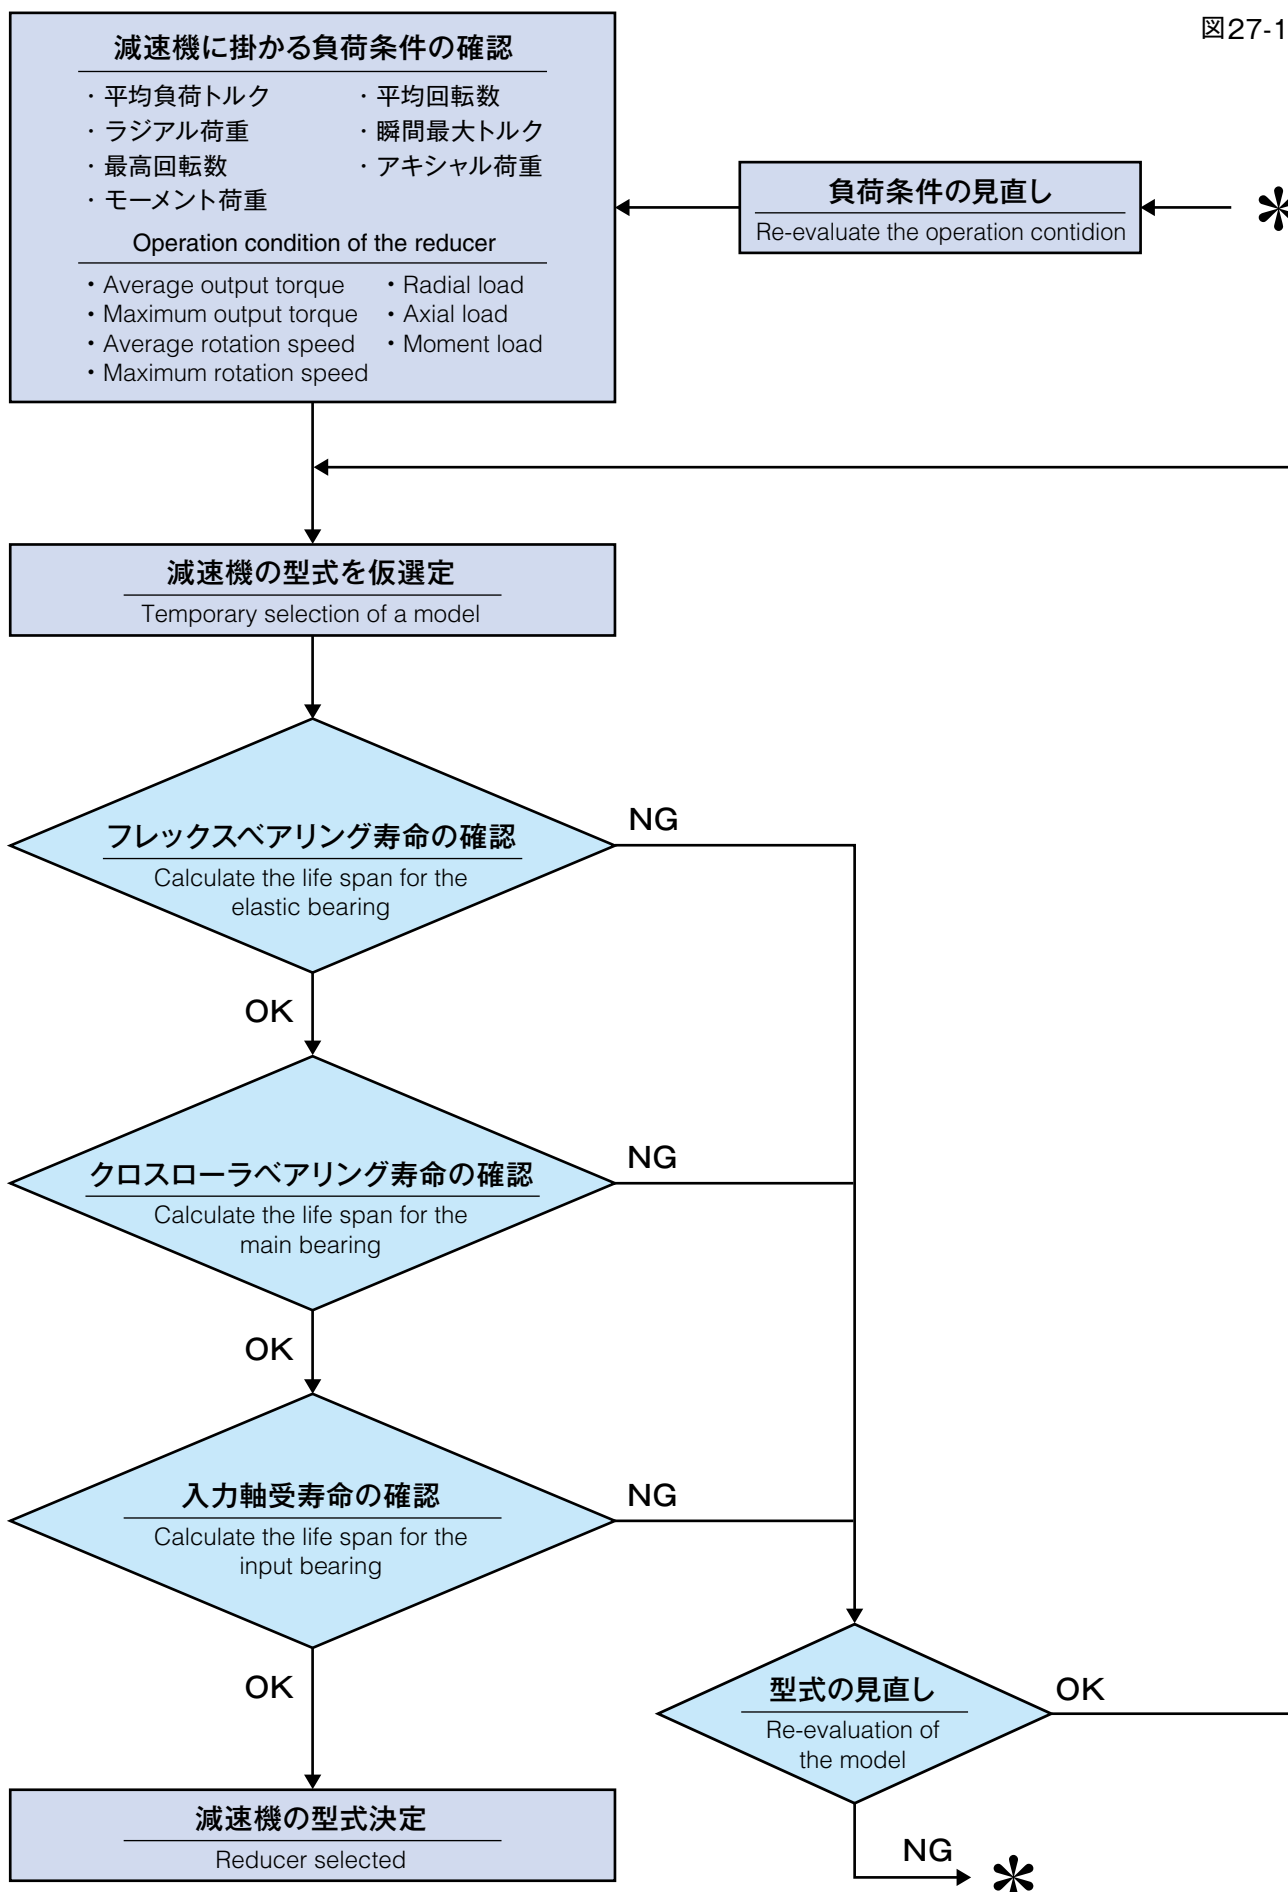 図27-1
減速機に掛かる負荷条件の確認
・平均負荷トルク ・平均回転数
・ラジアル荷重 ・瞬間最大トルク
・最高回転数 ・アキシャル荷重
・モーメント荷重
Operation condition of the reducer
・Average output torque ・Radial load
・Maximum output torque ・Axial load
・Average rotation speed ・Moment load
・Maximum rotation speed
負荷条件の見直し
Re-evaluate the operation contidion
*
減速機の型式を仮選定
Temporary selection of a model
フレックスベアリング寿命の確認
Calculate the life span for the
elastic bearing
NG
OK
クロスローラベアリング寿命の確認
Calculate the life span for the
main bearing
NG
OK
入力軸受寿命の確認
Calculate the life span for the
input bearing
NG
OK
型式の見直し
Re-evaluation of
the model
OK
NG
*
減速機の型式決定
Reducer selected